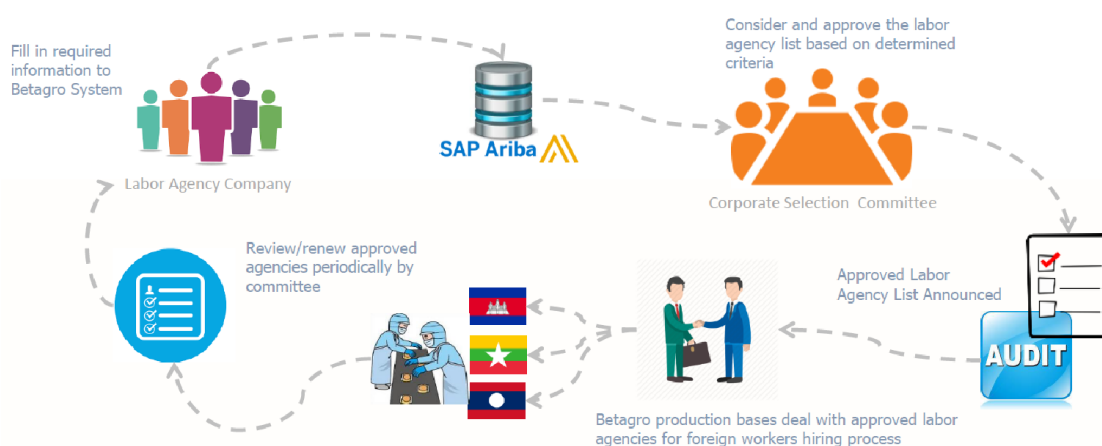 Fill in required
information to
Betagro System
Labor Agency Company
SAP Ariba
Consider and approve the labor
agency list based on determined
criteria
Corporate Selection Committee
Approved Labor
Agency List Announced
AUDIT
Betagro production bases deal with approved labor
agencies for foreign workers hiring process
Review/renew approved
agencies periodically by
committee